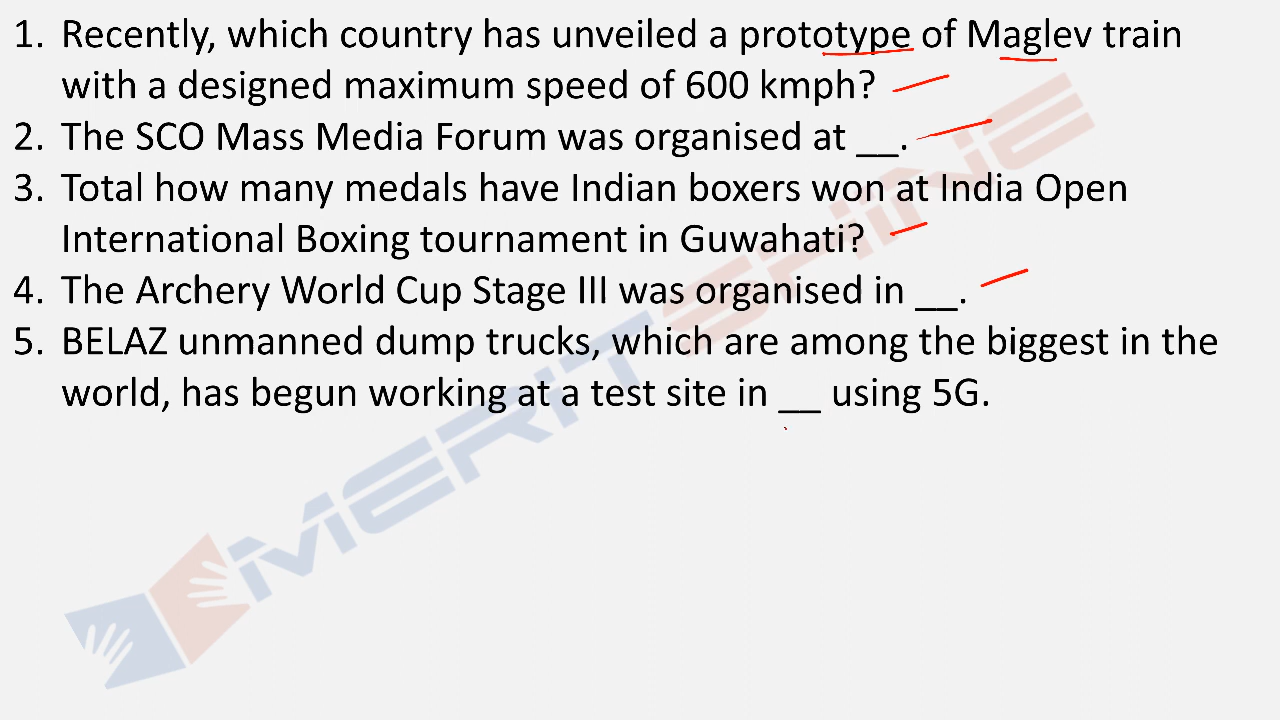 1. Recently, which country has unveiled a prototype of Maglev train
with a designed maximum speed of 600 kmph?
2. The SCO Mass Media Forum was organised at __.
3. Total how many medals have Indian boxers won at India Open
International Boxing tournament in Guwahati?
4. The Archery World Cup Stage III was organised in __.
5. BELAZ unmanned dump trucks, which are among the biggest in the
world, has begun working at a test site in __ using 5G.
MERITSHINE